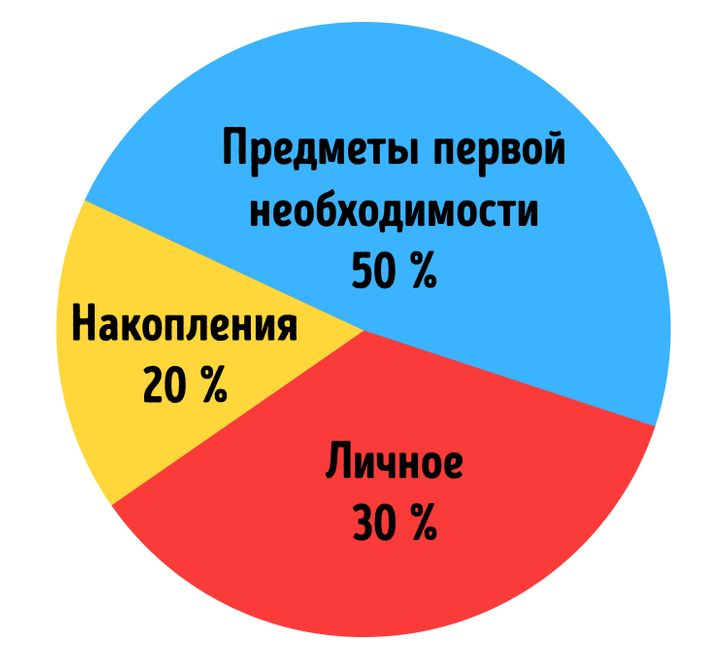 Предметы первой
необходимости
50 %
Накопления
20 %
Личное
30 %